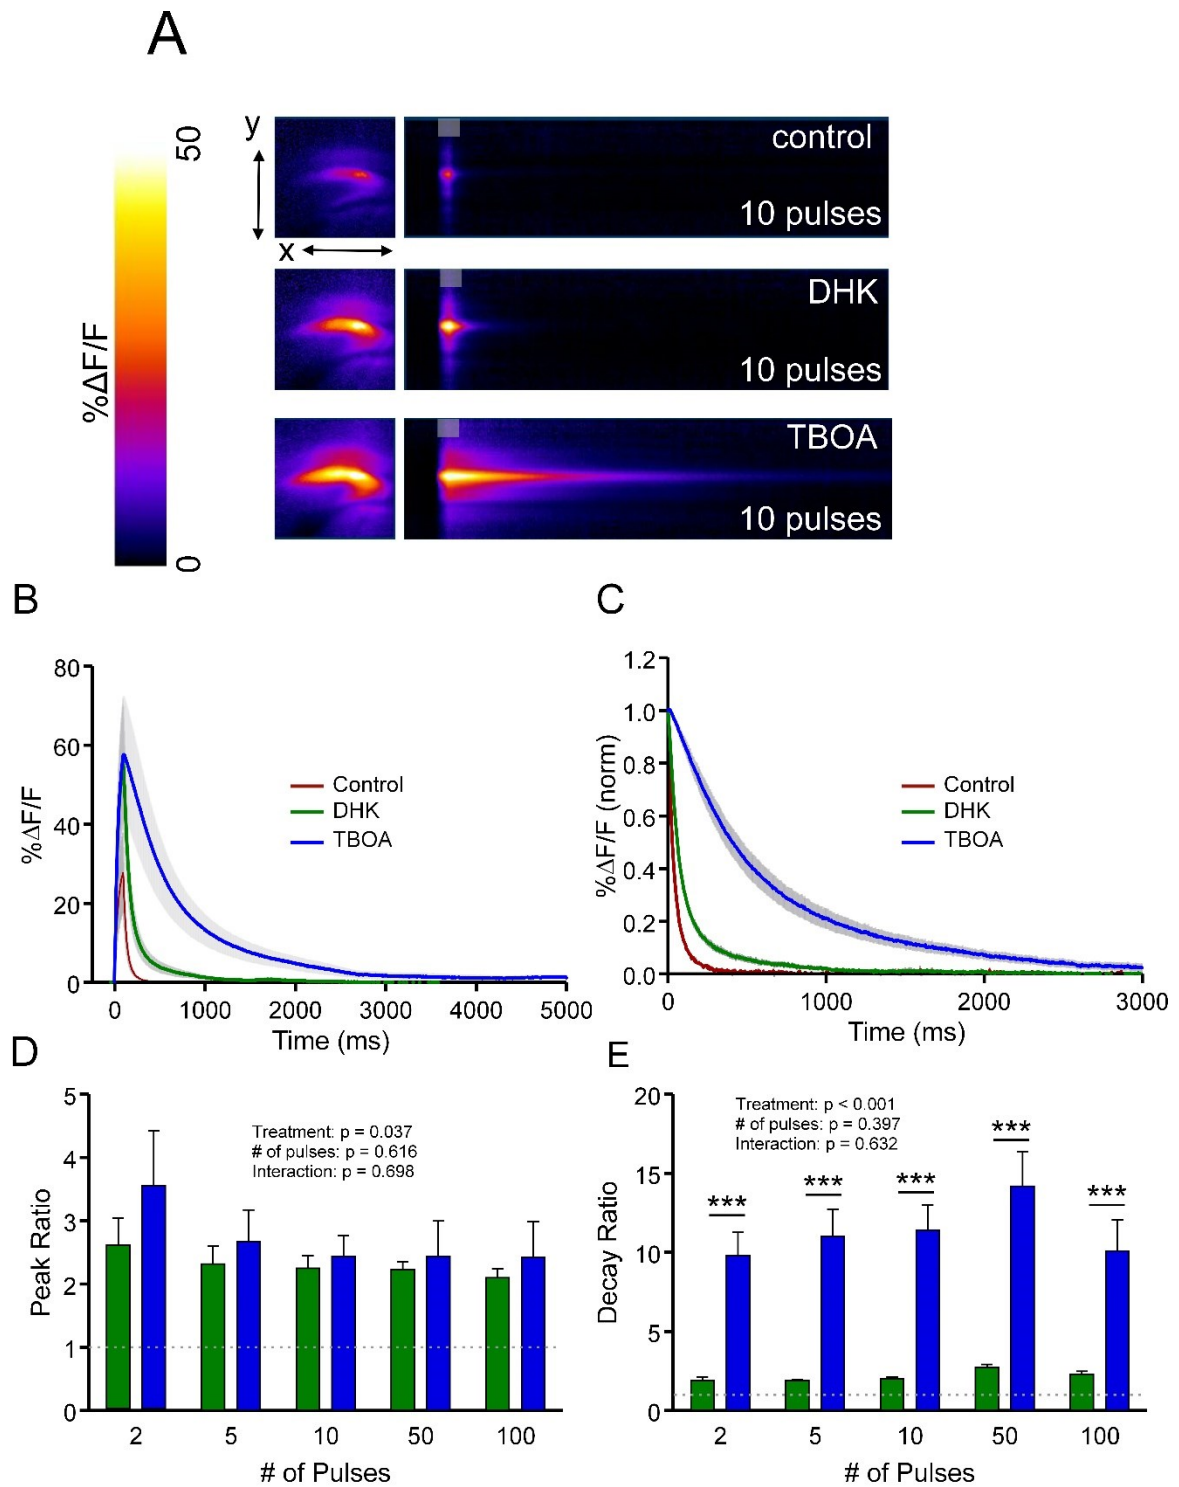 A
50
%ΔF/F
0
y
x
control
10 pulses
DHK
10 pulses
TBOA
10 pulses
B
80
60
40
20
0
%ΔF/F
Control
DHK
TBOA
0 1000 2000 3000 4000 5000
Time (ms)
C
1.2
1.0
0.8
0.6
0.4
0.2
0.0
%ΔF/F (norm)
Control
DHK
TBOA
0 1000 2000 3000
Time (ms)
D
5
4
3
2
1
0
Peak Ratio
Treatment: p = 0.037
# of pulses: p = 0.616
Interaction: p = 0.698
2 5 10 50 100
# of Pulses
E
20
15
10
5
0
Decay Ratio
Treatment: p < 0.001
# of pulses: p = 0.397
Interaction: p = 0.632
*** *** *** *** ***
2 5 10 50 100
# of Pulses